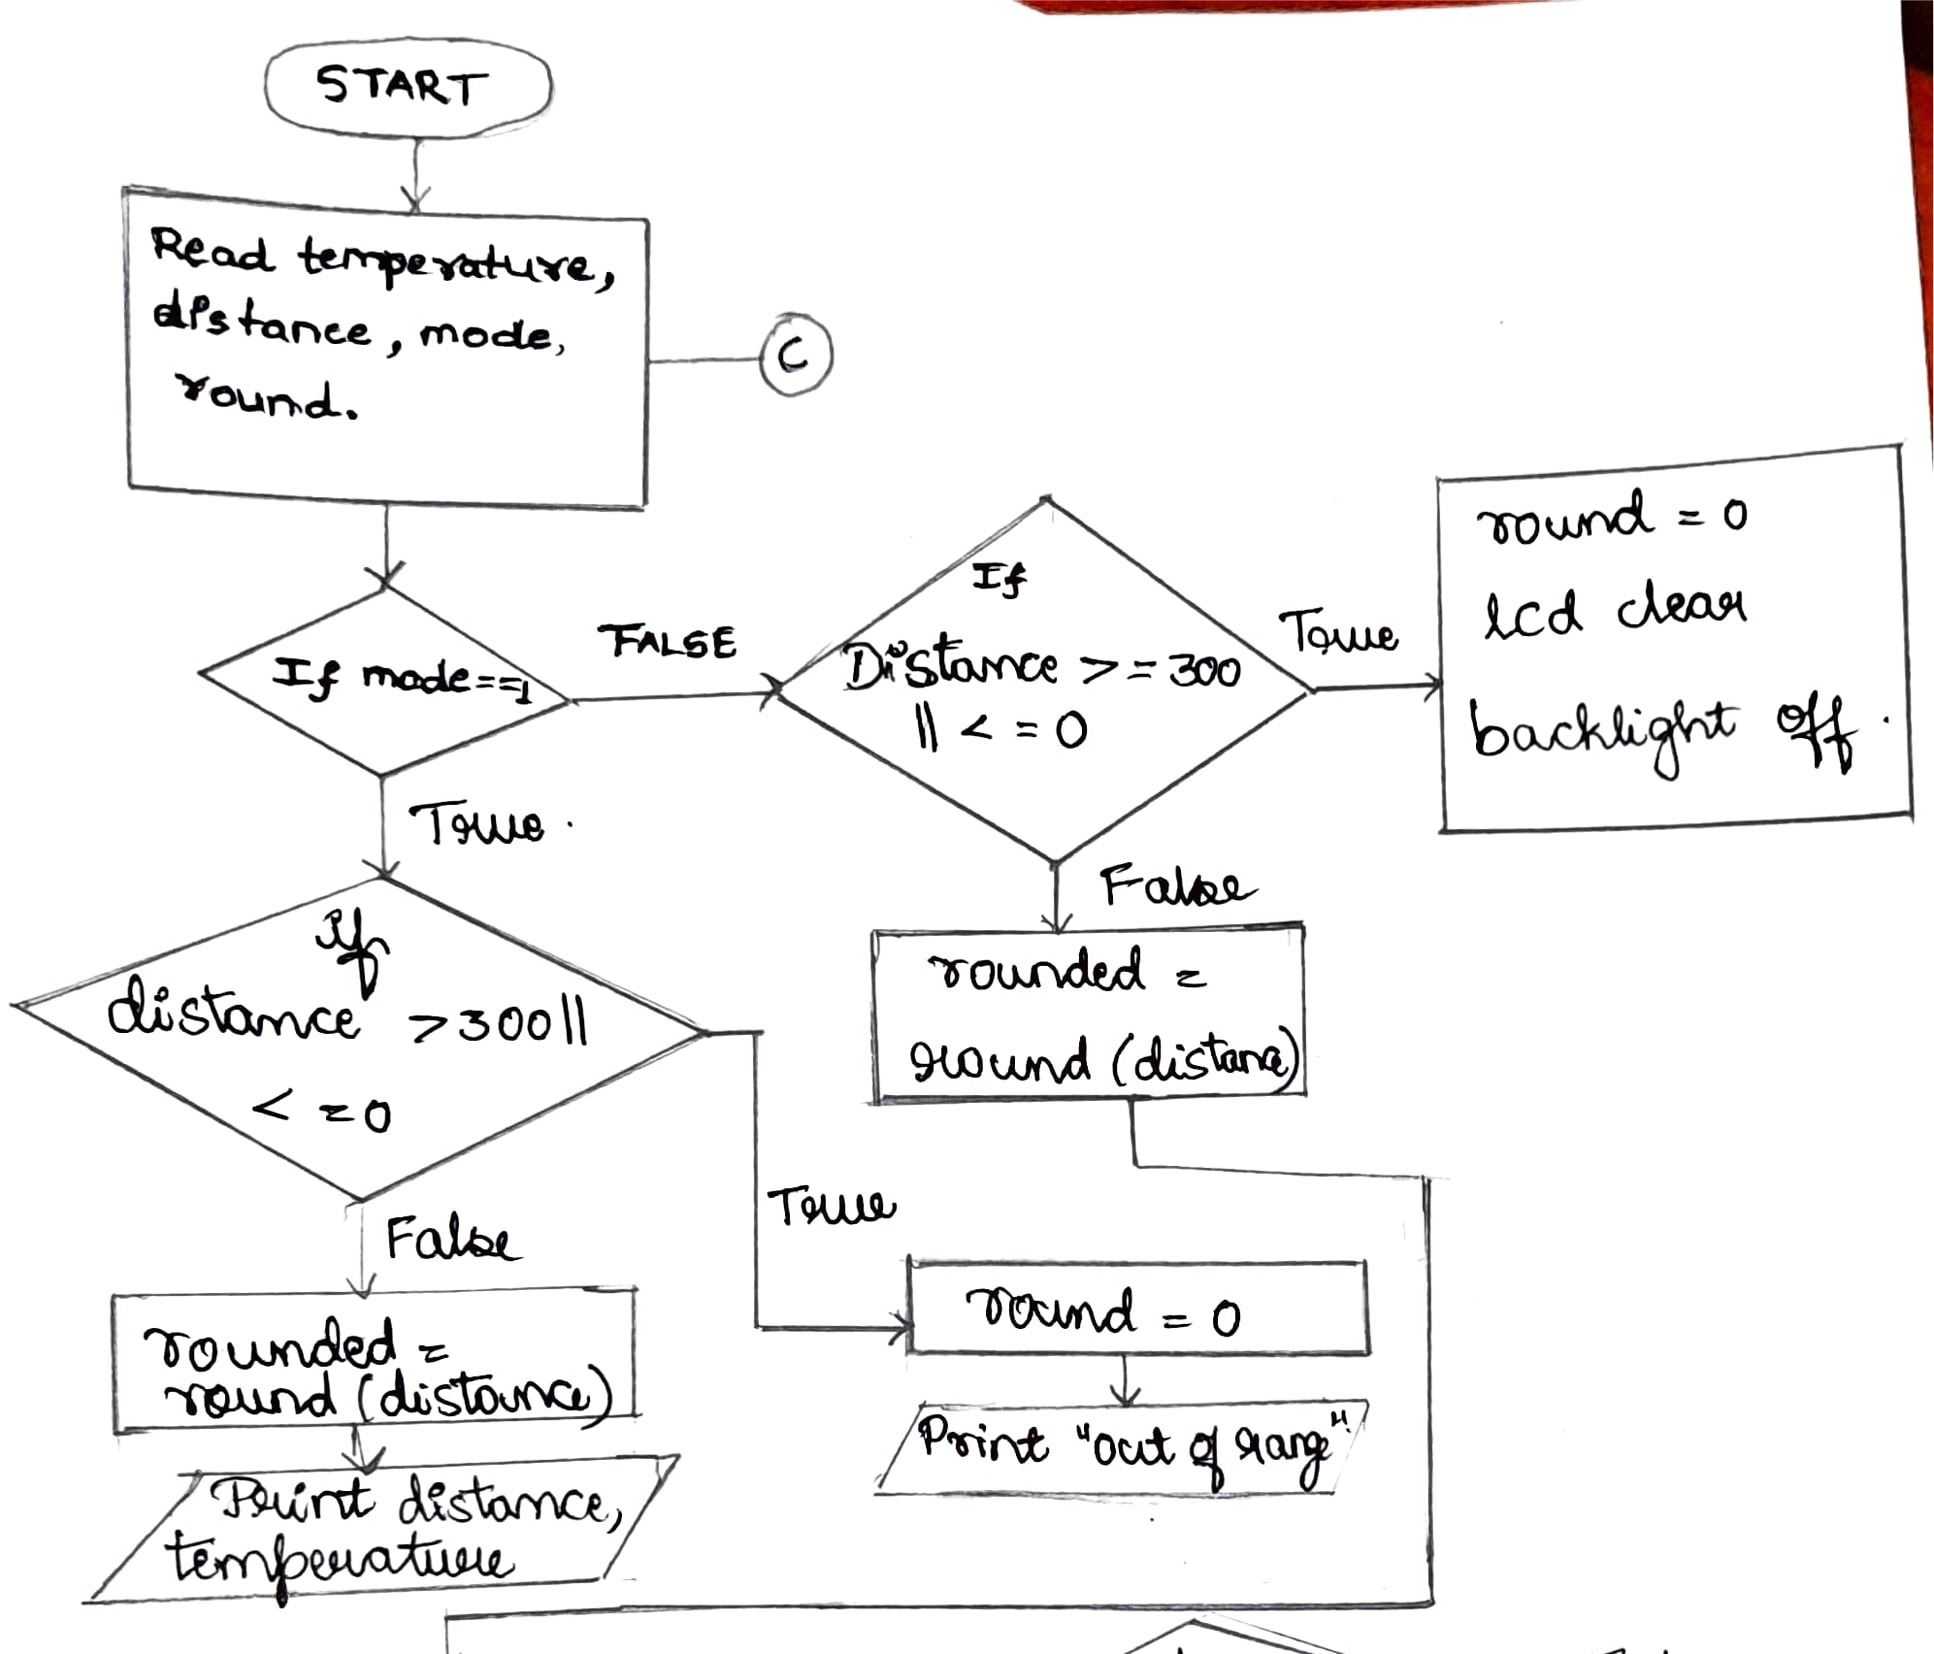 START
Read temperature,
distance, mode,
round.
C
If mode==1
FALSE
If
Distance >=300
|| <=0
True
round = 0
lcd clear
backlight off.
True.
If
distance >300||
<=0
False
rounded =
round (distance)
True
False
rounded =
round (distance)
Print distance,
temperature
round = 0
Print "out of range"